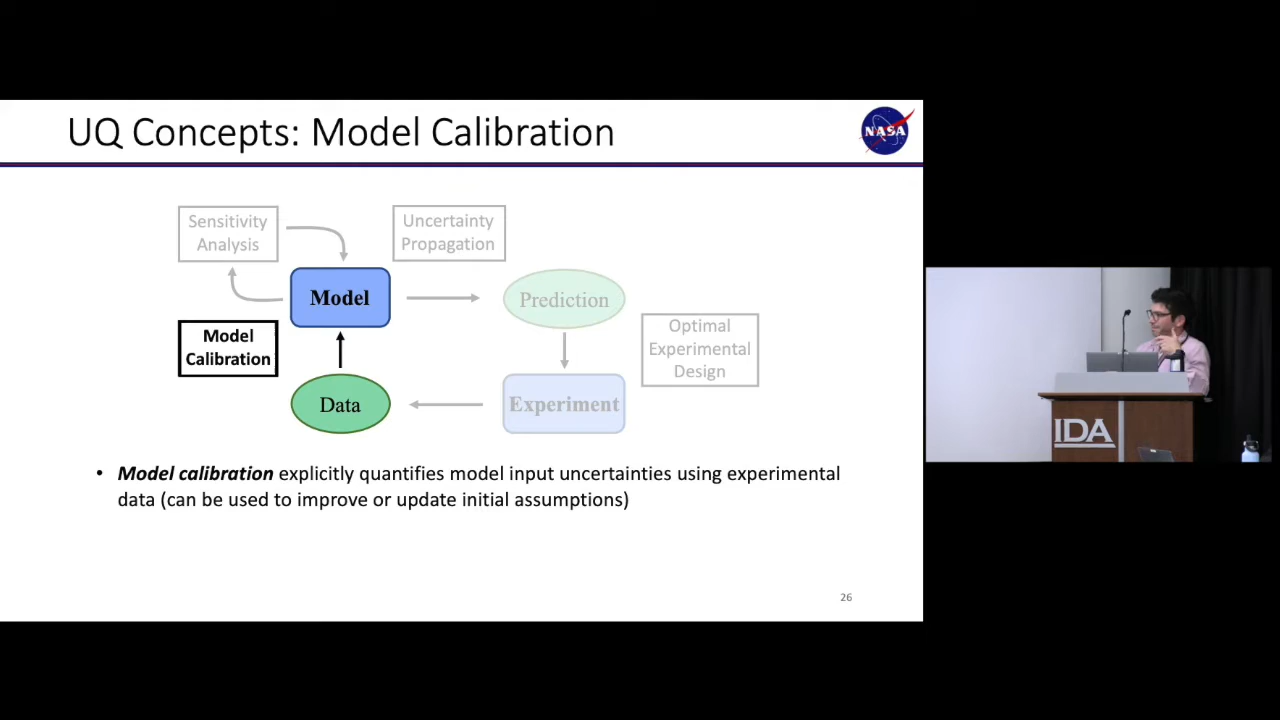 UQ Concepts: Model Calibration
NASA
Sensitivity
Analysis
Uncertainty
Propagation
Model
Prediction
Model
Calibration
Optimal
Experimental
Design
Data
Experiment
• Model calibration explicitly quantifies model input uncertainties using experimental
data (can be used to improve or update initial assumptions)
26
IDA